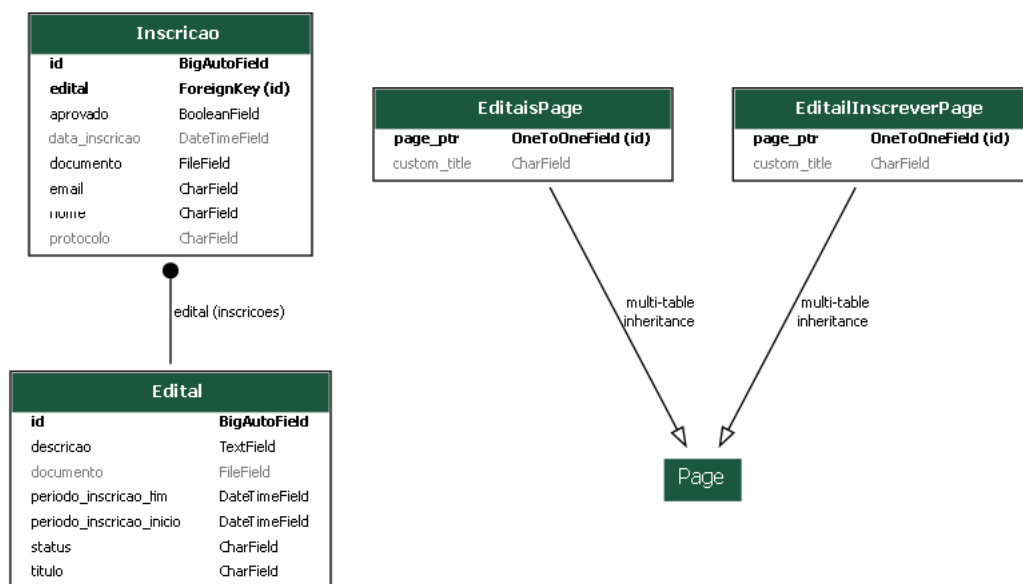 Inscricao
id BigAutoField
edital ForeignKey (id)
aprovado BooleanField
data_inscricao DateTimeField
documento FileField
email CharField
nome CharField
protocolo CharField
edital (inscricoes)
Edital
id BigAutoField
descricao TextField
documento FileField
periodo_inscricao_fim DateTimeField
periodo_inscricao_inicio DateTimeField
status CharField
titulo CharField
EditaisPage
page_ptr OneToOneField (id)
custom_title CharField
EditailInscreverPage
page_ptr OneToOneField (id)
custom_title CharField
multi-table
inheritance
multi-table
inheritance
Page